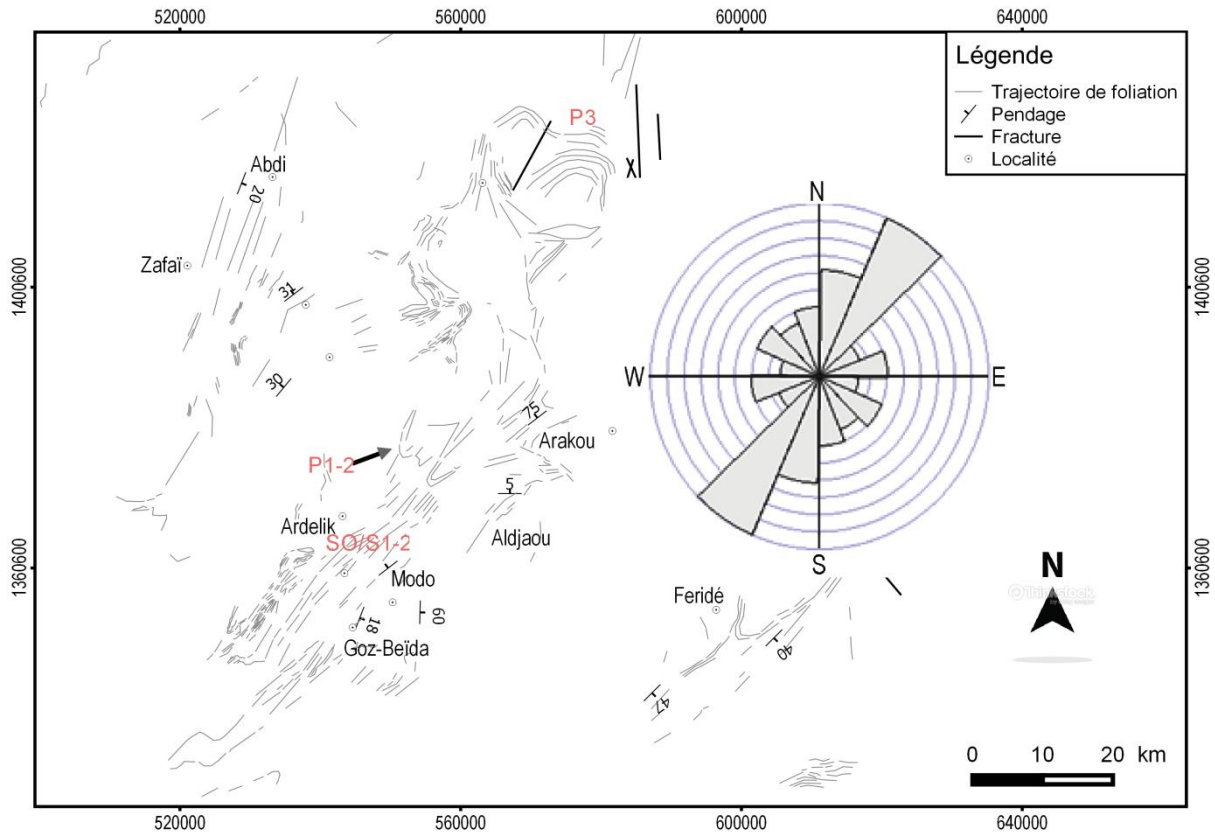 520000 560000 600000 640000
Légende
Trajectoire de foliation
Pendage
Fracture
Localité
P3
Abdi
20
N
Zafaï
1400600
1400600
31
30
W
E
75
Arakou
P1-2
5
Ardelik
Aldjaou
SO/S1-2
S
1360600
1360600
Modo
N
Feridé
60
18
Goz-Beïda
40
47
0 10 20 km
520000 560000 600000 640000